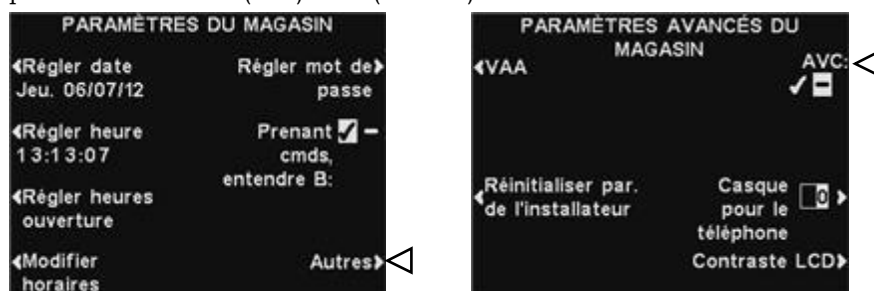 PARAMÈTRES DU MAGASIN
Régler date
Jeu. 06/07/12
Régler heure
13:13:07
Régler heures
ouverture
Modifier
horaires
Régler mot de
passe
Prenant ✓ –
cmds,
entendre B:
Autres
PARAMÈTRES AVANCÉS DU
MAGASIN
VAA
Réinitialiser par.
de l'installateur
AVC:
✓ –
Casque
pour le
téléphone
0
Contraste LCD